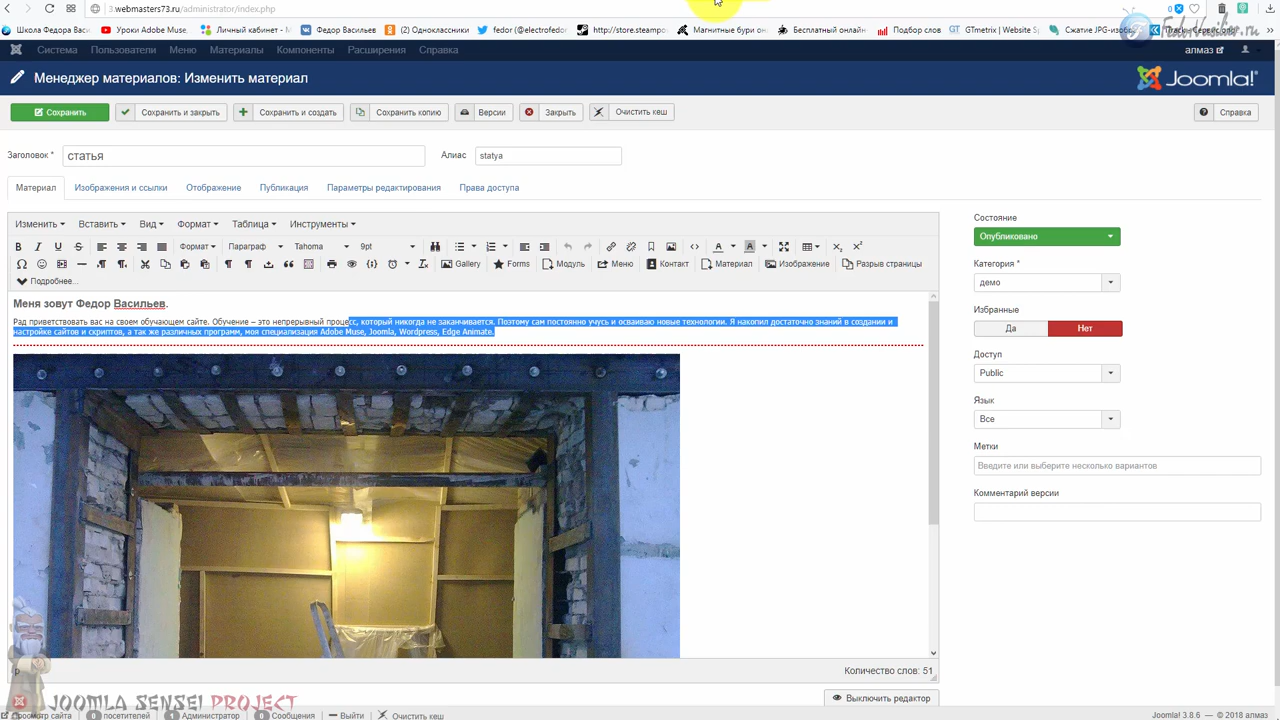 3.webmasters73.ru/administrator/index.php
0
Школа Федора Вась Уроки Adobe Muse, Личный кабинет - Федор Васильев (2) Одноклассники fedor (@electrofedor http://store.steampo Магнитные бури он Бесплатный онлайн Подбор слов GTmetrix | Website S Сжатие JPG-изобр
Система Пользователи Меню Материалы Компоненты Расширения Справка алмаз
Менеджер материалов: Изменить материал Joomla!
Сохранить Сохранить и закрыть Сохранить и создать Сохранить копию Версии Закрыть Очистить кеш Справка
Заголовок * статья Алиас statya
Материал Изображения и ссылки Отображение Публикация Параметры редактирования Права доступа
Изменить Вставить Вид Формат Таблица Инструменты
Формат Параграф Tahoma 9pt
Gallery Forms Модуль Меню Контакт Материал Изображение Разрыв страницы
Подробнее...
Меня зовут Федор Васильев.
Рад приветствовать вас на своем обучающем сайте. Обучение – это непрерывный процесс, который никогда не заканчивается. Поэтому сам постоянно учусь и осваиваю новые технологии. Я накопил достаточно знаний в создании и
настройке сайтов и скриптов, а так же различных программ, моя специализация Adobe Muse, Joomla, Wordpress, Edge Animate.
Состояние
Опубликовано
Категория *
демо
Избранные
Да Нет
Доступ
Public
Язык
Все
Метки
Введите или выберите несколько вариантов
Комментарий версии
p Количество слов: 51
Выключить редактор
JOOMLA SENSEI PROJECT
Просмотр сайта 0 посетителей 1 Администратор 0 Сообщения Выйти Очистить кеш Joomla! 3.8.6 — © 2018 алмаз